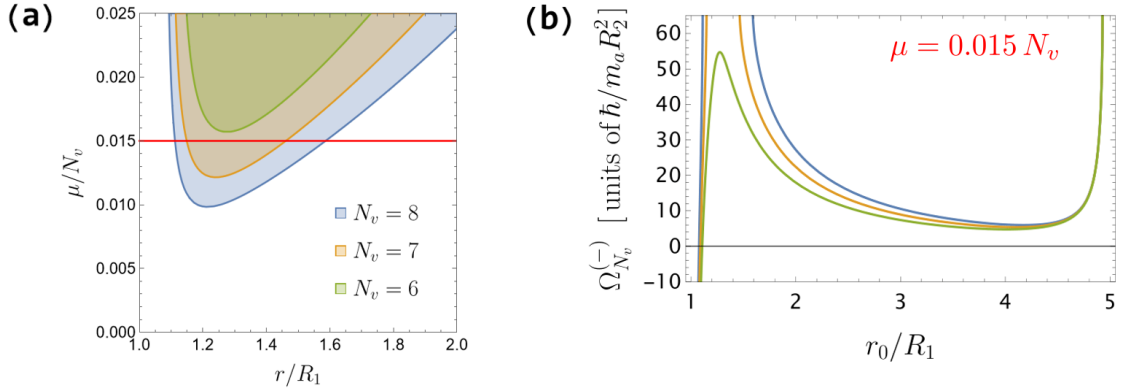 (a)
μ/N_v
0.025
0.020
0.015
0.010
0.005
0.000
N_v = 8
N_v = 7
N_v = 6
1.0 1.2 1.4 1.6 1.8 2.0
r/R_1
(b)
Ω_{N_v}^{(−)} [ units of ℏ/m_a R_2^2 ]
μ = 0.015 N_v
60
50
40
30
20
10
0
−10
1 2 3 4 5
r_0/R_1